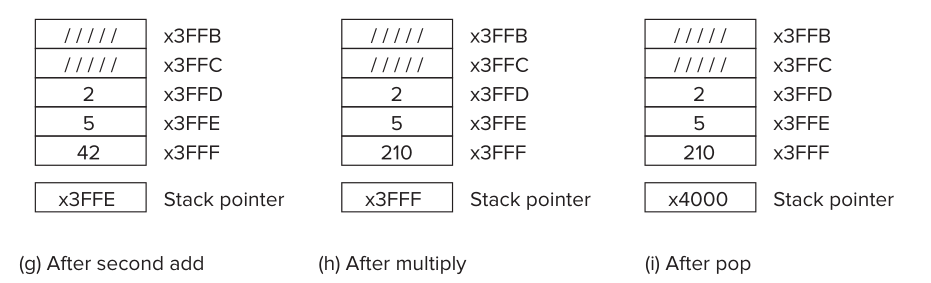 ///// x3FFB ///// x3FFB ///// x3FFB
///// x3FFC ///// x3FFC ///// x3FFC
2 x3FFD 2 x3FFD 2 x3FFD
5 x3FFE 5 x3FFE 5 x3FFE
42 x3FFF 210 x3FFF 210 x3FFF
x3FFE Stack pointer x3FFF Stack pointer x4000 Stack pointer
(g) After second add (h) After multiply (i) After pop